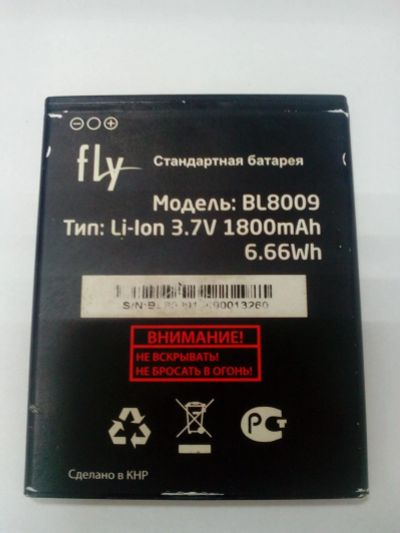 fly
Стандартная батарея
Модель: BL8009
Тип: Li-Ion 3.7V 1800mAh
6.66Wh
S/N:
ВНИМАНИЕ!
НЕ ВСКРЫВАТЬ!
НЕ БРОСАТЬ В ОГОНЬ!
Сделано в КНР